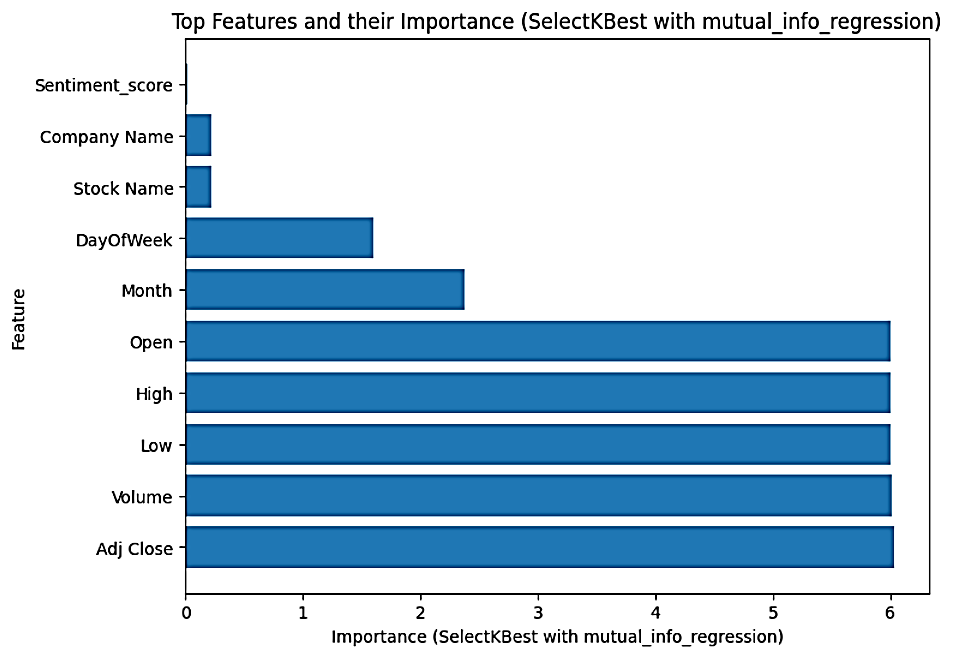 Top Features and their Importance (SelectKBest with mutual_info_regression)
Sentiment_score
Company Name
Stock Name
DayOfWeek
Month
Open
High
Low
Volume
Adj Close
Feature
0 1 2 3 4 5 6
Importance (SelectKBest with mutual_info_regression)